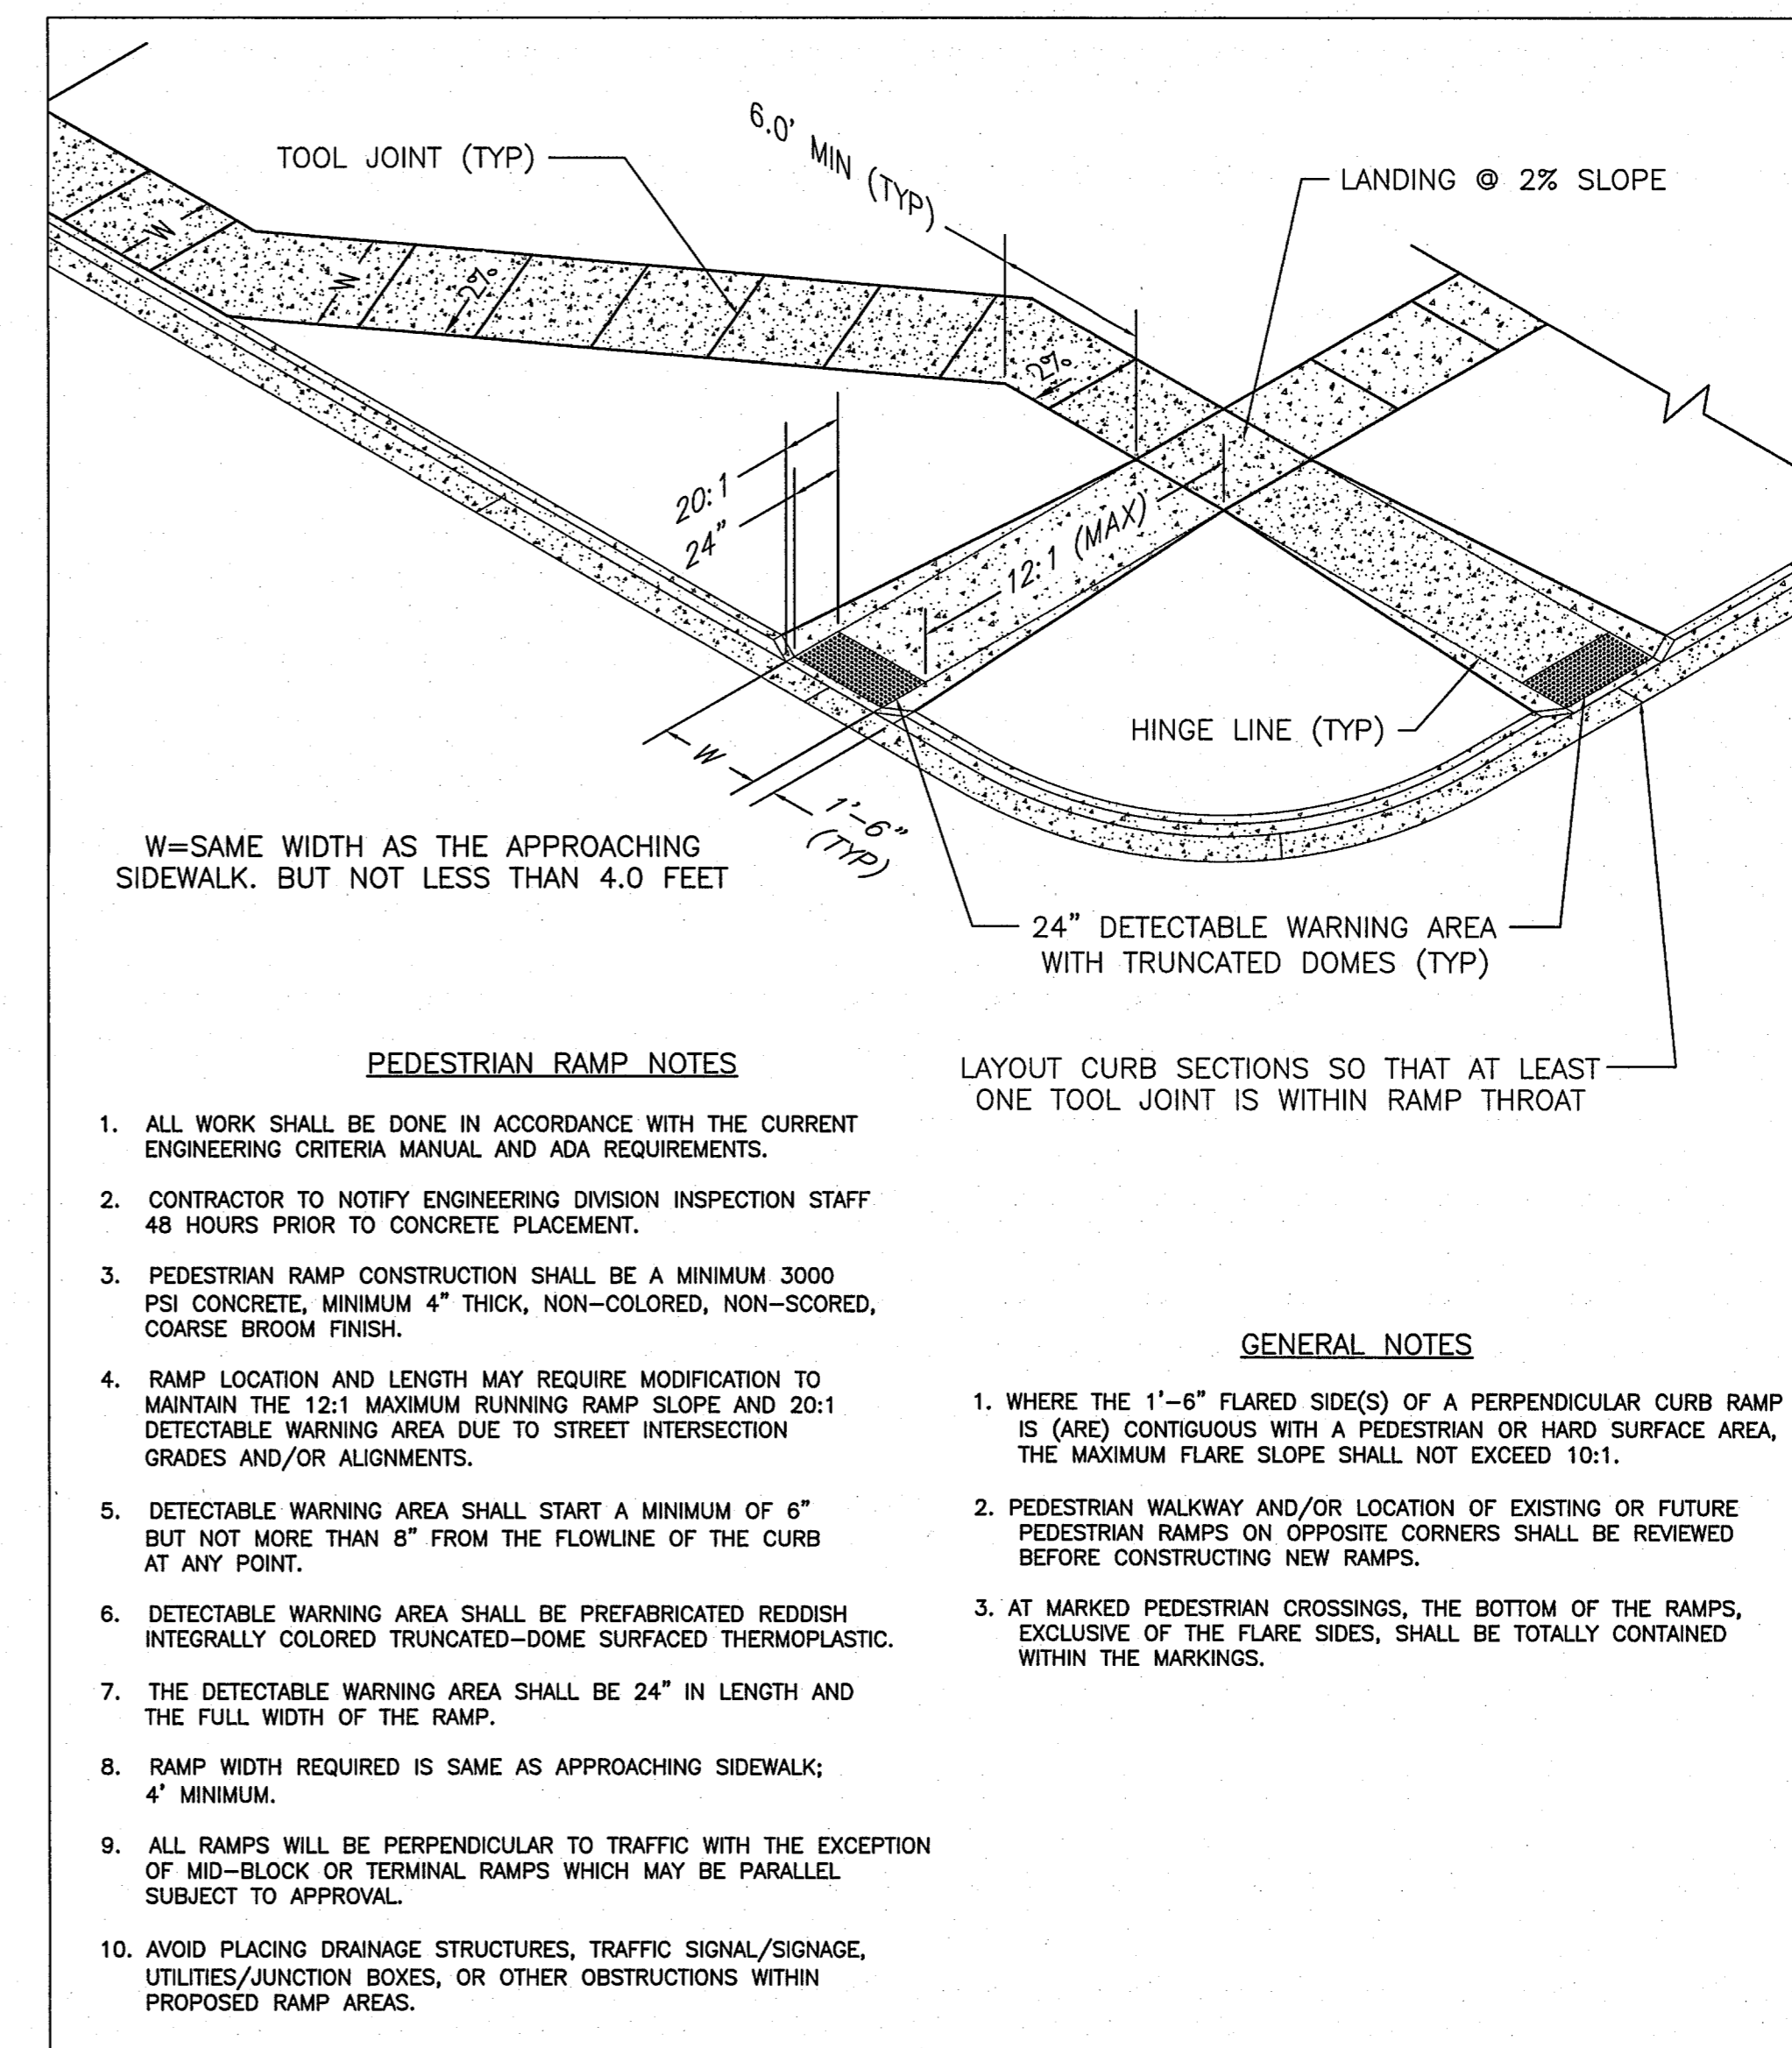 TOOL JOINT (TYP)
6.0' MIN (TYP)
LANDING @ 2% SLOPE
W
W
2%
2%
20:1
24"
12:1 (MAX)
HINGE LINE (TYP)
W
1'-6"
(TYP)
W=SAME WIDTH AS THE APPROACHING
SIDEWALK. BUT NOT LESS THAN 4.0 FEET
24" DETECTABLE WARNING AREA
WITH TRUNCATED DOMES (TYP)
LAYOUT CURB SECTIONS SO THAT AT LEAST
ONE TOOL JOINT IS WITHIN RAMP THROAT
PEDESTRIAN RAMP NOTES
1. ALL WORK SHALL BE DONE IN ACCORDANCE WITH THE CURRENT
ENGINEERING CRITERIA MANUAL AND ADA REQUIREMENTS.
2. CONTRACTOR TO NOTIFY ENGINEERING DIVISION INSPECTION STAFF
48 HOURS PRIOR TO CONCRETE PLACEMENT.
3. PEDESTRIAN RAMP CONSTRUCTION SHALL BE A MINIMUM 3000
PSI CONCRETE, MINIMUM 4" THICK, NON-COLORED, NON-SCORED,
COARSE BROOM FINISH.
4. RAMP LOCATION AND LENGTH MAY REQUIRE MODIFICATION TO
MAINTAIN THE 12:1 MAXIMUM RUNNING RAMP SLOPE AND 20:1
DETECTABLE WARNING AREA DUE TO STREET INTERSECTION
GRADES AND/OR ALIGNMENTS.
5. DETECTABLE WARNING AREA SHALL START A MINIMUM OF 6"
BUT NOT MORE THAN 8" FROM THE FLOWLINE OF THE CURB
AT ANY POINT.
6. DETECTABLE WARNING AREA SHALL BE PREFABRICATED REDDISH
INTEGRALLY COLORED TRUNCATED-DOME SURFACED THERMOPLASTIC.
7. THE DETECTABLE WARNING AREA SHALL BE 24" IN LENGTH AND
THE FULL WIDTH OF THE RAMP.
8. RAMP WIDTH REQUIRED IS SAME AS APPROACHING SIDEWALK;
4' MINIMUM.
9. ALL RAMPS WILL BE PERPENDICULAR TO TRAFFIC WITH THE EXCEPTION
OF MID-BLOCK OR TERMINAL RAMPS WHICH MAY BE PARALLEL
SUBJECT TO APPROVAL.
10. AVOID PLACING DRAINAGE STRUCTURES, TRAFFIC SIGNAL/SIGNAGE,
UTILITIES/JUNCTION BOXES, OR OTHER OBSTRUCTIONS WITHIN
PROPOSED RAMP AREAS.
GENERAL NOTES
1. WHERE THE 1'-6" FLARED SIDE(S) OF A PERPENDICULAR CURB RAMP
IS (ARE) CONTIGUOUS WITH A PEDESTRIAN OR HARD SURFACE AREA,
THE MAXIMUM FLARE SLOPE SHALL NOT EXCEED 10:1.
2. PEDESTRIAN WALKWAY AND/OR LOCATION OF EXISTING OR FUTURE
PEDESTRIAN RAMPS ON OPPOSITE CORNERS SHALL BE REVIEWED
BEFORE CONSTRUCTING NEW RAMPS.
3. AT MARKED PEDESTRIAN CROSSINGS, THE BOTTOM OF THE RAMPS,
EXCLUSIVE OF THE FLARE SIDES, SHALL BE TOTALLY CONTAINED
WITHIN THE MARKINGS.